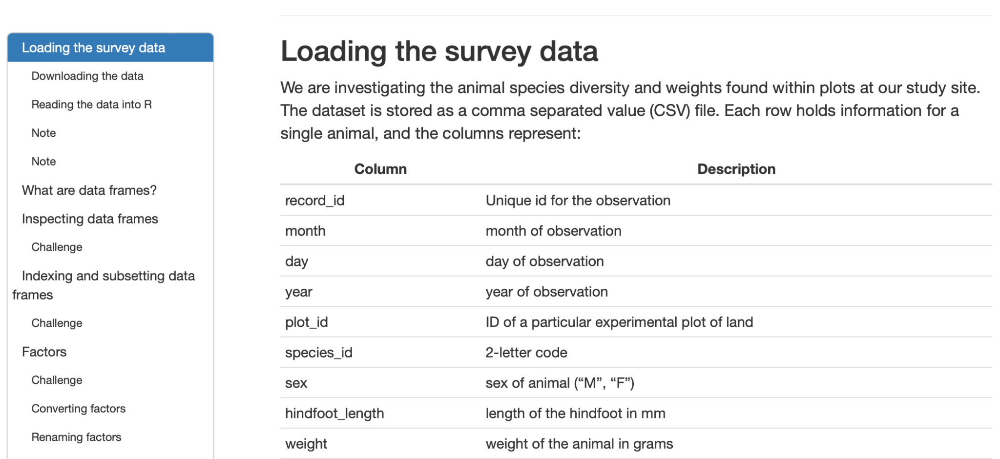 Loading the survey data
Downloading the data
Reading the data into R
Note
Note
What are data frames?
Inspecting data frames
Challenge
Indexing and subsetting data
frames
Challenge
Factors
Challenge
Converting factors
Renaming factors
Loading the survey data
We are investigating the animal species diversity and weights found within plots at our study site.
The dataset is stored as a comma separated value (CSV) file. Each row holds information for a
single animal, and the columns represent:
Column Description
record_id Unique id for the observation
month month of observation
day day of observation
year year of observation
plot_id ID of a particular experimental plot of land
species_id 2-letter code
sex sex of animal (“M”, “F”)
hindfoot_length length of the hindfoot in mm
weight weight of the animal in grams